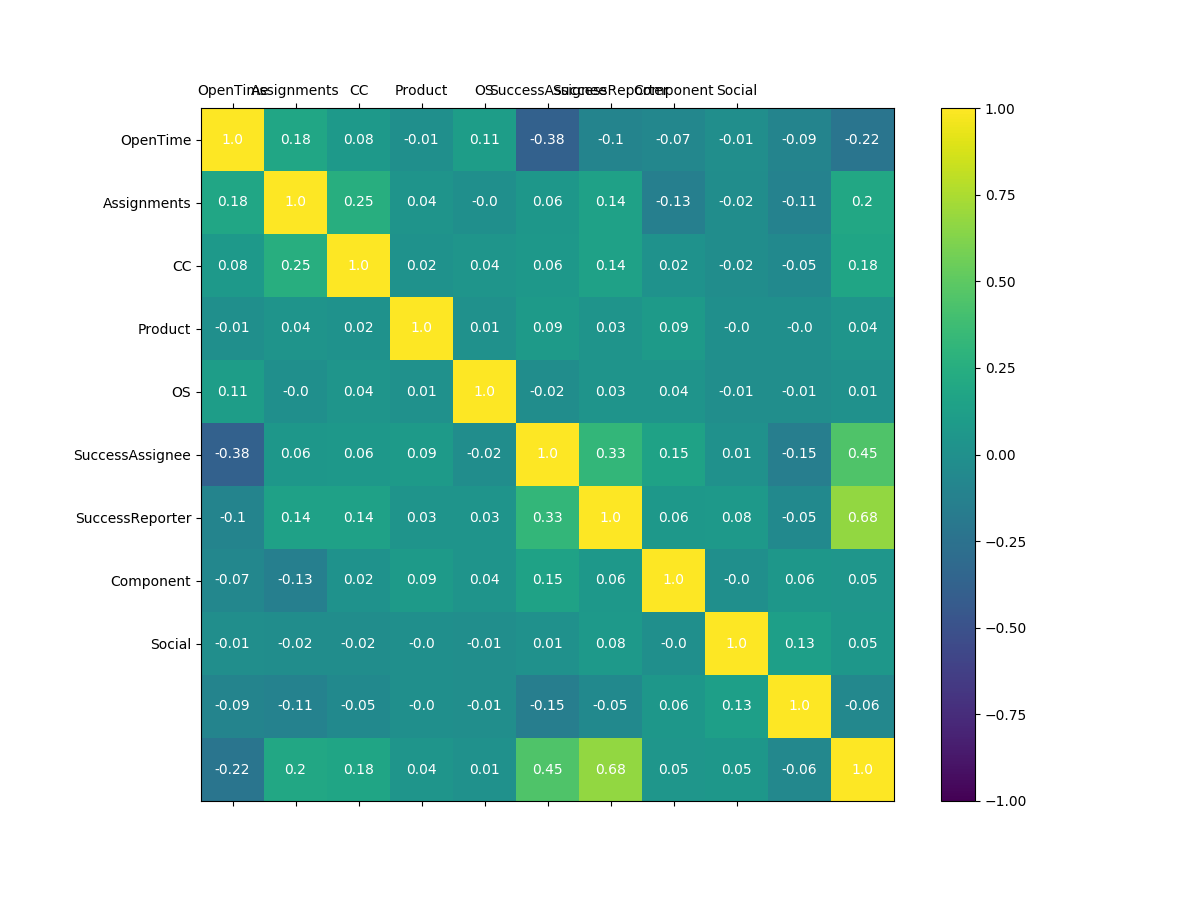 OpenTime Assignments CC Product OS SuccessAssignee SuccessReporter Component Social
OpenTime 1.0 0.18 0.08 -0.01 0.11 -0.38 -0.1 -0.07 -0.01 -0.09 -0.22
Assignments 0.18 1.0 0.25 0.04 -0.0 0.06 0.14 -0.13 -0.02 -0.11 0.2
CC 0.08 0.25 1.0 0.02 0.04 0.06 0.14 0.02 -0.02 -0.05 0.18
Product -0.01 0.04 0.02 1.0 0.01 0.09 0.03 0.09 -0.0 -0.0 0.04
OS 0.11 -0.0 0.04 0.01 1.0 -0.02 0.03 0.04 -0.01 -0.01 0.01
SuccessAssignee -0.38 0.06 0.06 0.09 -0.02 1.0 0.33 0.15 0.01 -0.15 0.45
SuccessReporter -0.1 0.14 0.14 0.03 0.03 0.33 1.0 0.06 0.08 -0.05 0.68
Component -0.07 -0.13 0.02 0.09 0.04 0.15 0.06 1.0 -0.0 0.06 0.05
Social -0.01 -0.02 -0.02 -0.0 -0.01 0.01 0.08 -0.0 1.0 0.13 0.05
-0.09 -0.11 -0.05 -0.0 -0.01 -0.15 -0.05 0.06 0.13 1.0 -0.06
-0.22 0.2 0.18 0.04 0.01 0.45 0.68 0.05 0.05 -0.06 1.0
1.00
0.75
0.50
0.25
0.00
−0.25
−0.50
−0.75
−1.00